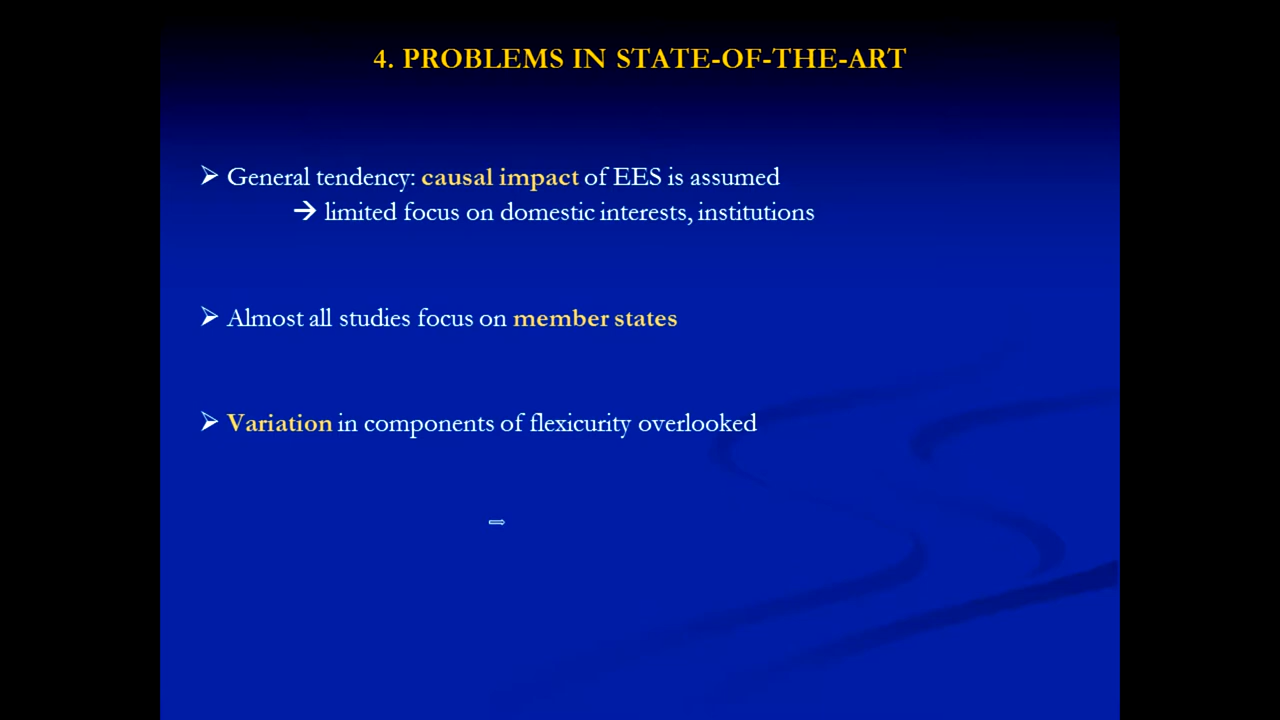 4. PROBLEMS IN STATE-OF-THE-ART
➢ General tendency: causal impact of EES is assumed
→ limited focus on domestic interests, institutions
➢ Almost all studies focus on member states
➢ Variation in components of flexicurity overlooked